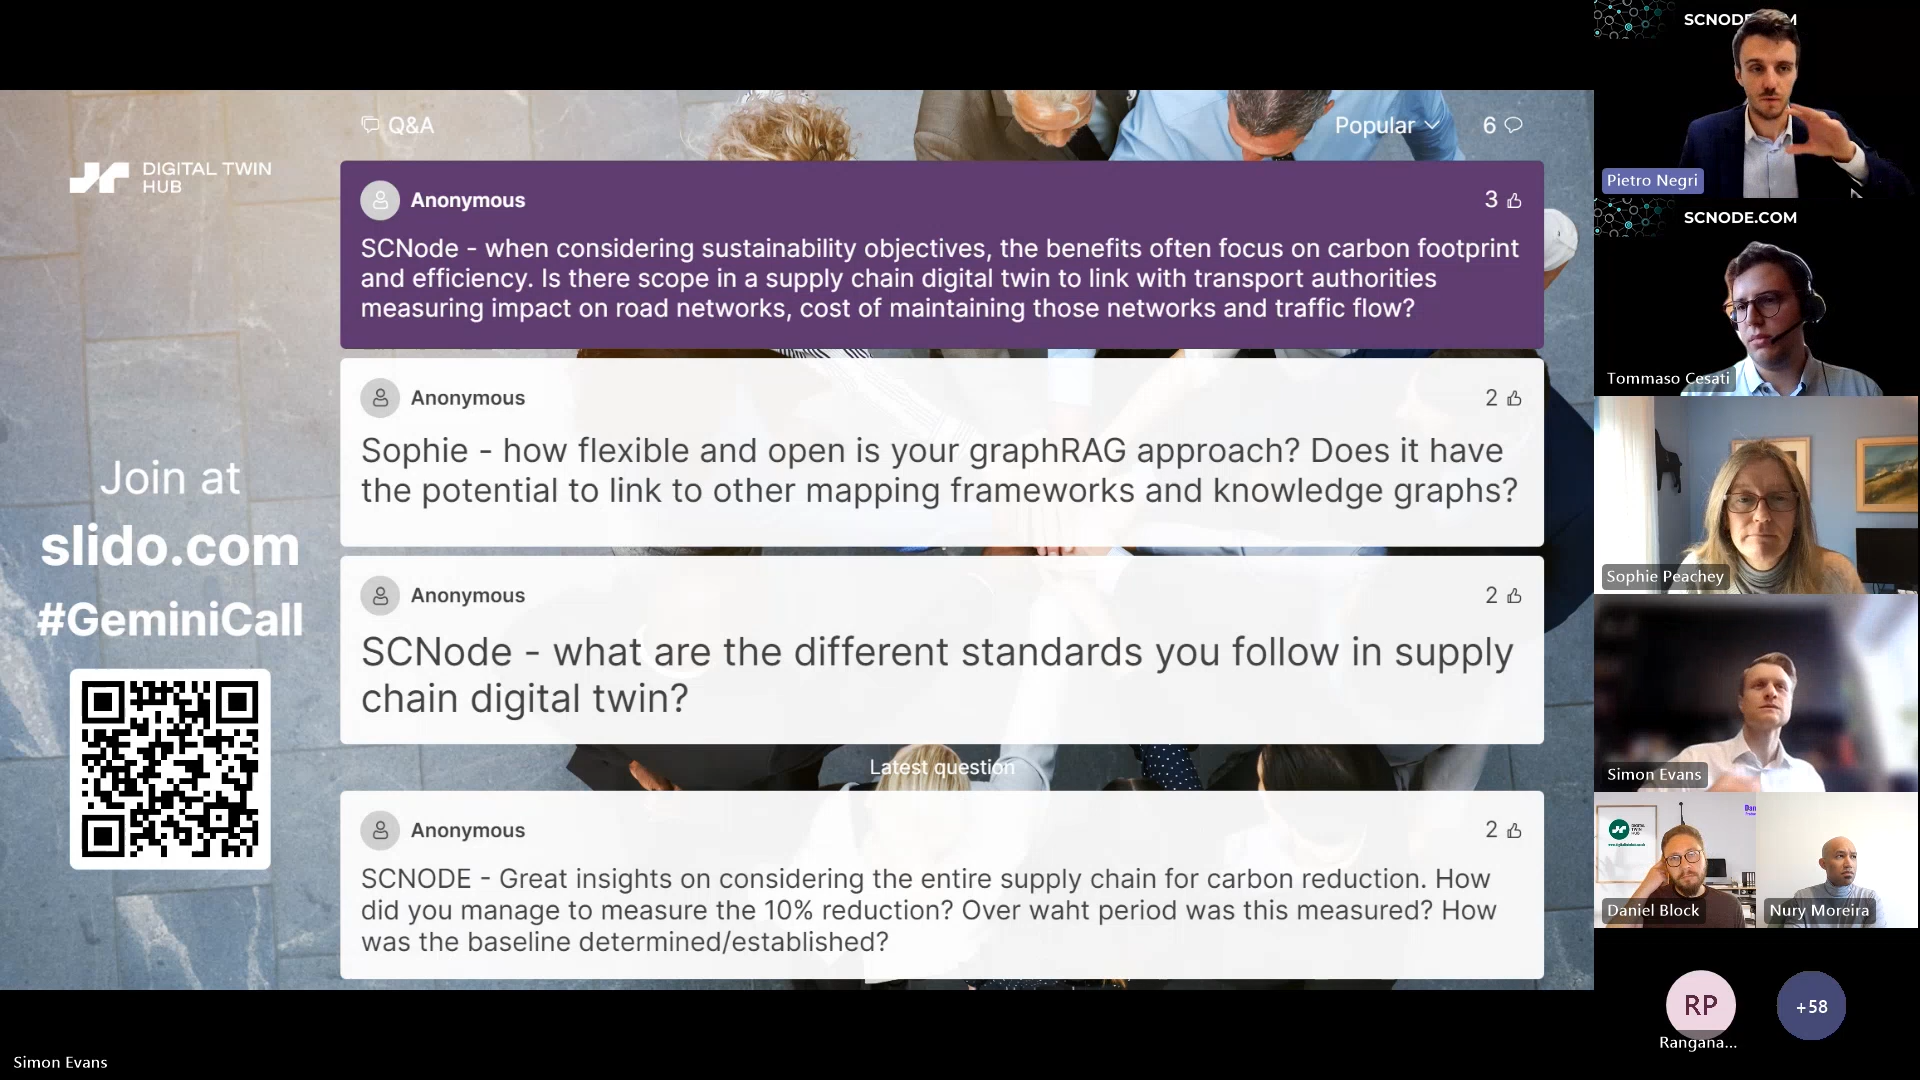 Q&A
Popular
6
DIGITAL TWIN
HUB
Anonymous
3
SCNode - when considering sustainability objectives, the benefits often focus on carbon footprint
and efficiency. Is there scope in a supply chain digital twin to link with transport authorities
measuring impact on road networks, cost of maintaining those networks and traffic flow?
Anonymous
2
Sophie - how flexible and open is your graphRAG approach? Does it have
the potential to link to other mapping frameworks and knowledge graphs?
Anonymous
2
SCNode - what are the different standards you follow in supply
chain digital twin?
Latest question
Anonymous
2
SCNODE - Great insights on considering the entire supply chain for carbon reduction. How
did you manage to measure the 10% reduction? Over waht period was this measured? How
was the baseline determined/established?
Join at
slido.com
#GeminiCall
Pietro Negri
SCNODE.COM
Tommaso Cesati
Sophie Peachey
Simon Evans
DIGITAL
TWIN
HUB
Daniel Block
Nury Moreira
RP
Rangana...
+58
Simon Evans